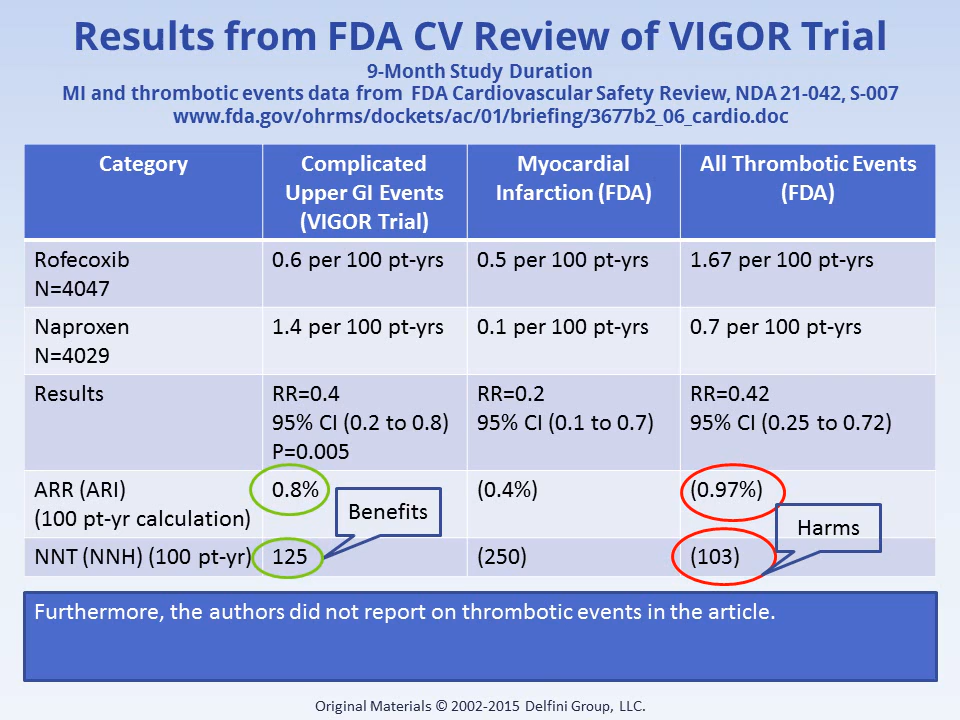 Results from FDA CV Review of VIGOR Trial
9-Month Study Duration
MI and thrombotic events data from FDA Cardiovascular Safety Review, NDA 21-042, S-007
www.fda.gov/ohrms/dockets/ac/01/briefing/3677b2_06_cardio.doc
Category
Complicated
Upper GI Events
(VIGOR Trial)
Myocardial
Infarction (FDA)
All Thrombotic Events
(FDA)
Rofecoxib
N=4047
0.6 per 100 pt-yrs
0.5 per 100 pt-yrs
1.67 per 100 pt-yrs
Naproxen
N=4029
1.4 per 100 pt-yrs
0.1 per 100 pt-yrs
0.7 per 100 pt-yrs
Results
RR=0.4
95% CI (0.2 to 0.8)
P=0.005
RR=0.2
95% CI (0.1 to 0.7)
RR=0.42
95% CI (0.25 to 0.72)
ARR (ARI)
(100 pt-yr calculation)
0.8%
(0.4%)
(0.97%)
Benefits
Harms
NNT (NNH) (100 pt-yr)
125
(250)
(103)
Furthermore, the authors did not report on thrombotic events in the article.
Original Materials © 2002-2015 Delfini Group, LLC.